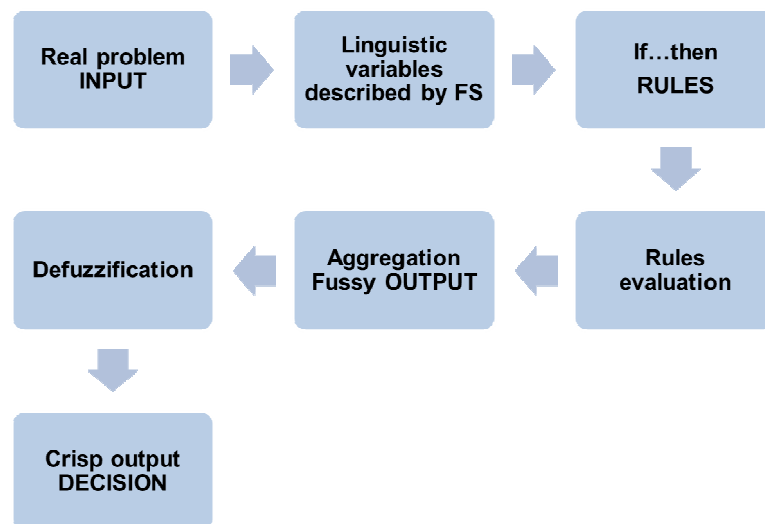 Real problem
INPUT
Linguistic
variables
described by FS
If...then
RULES
Rules
evaluation
Aggregation
Fussy OUTPUT
Defuzzification
Crisp output
DECISION